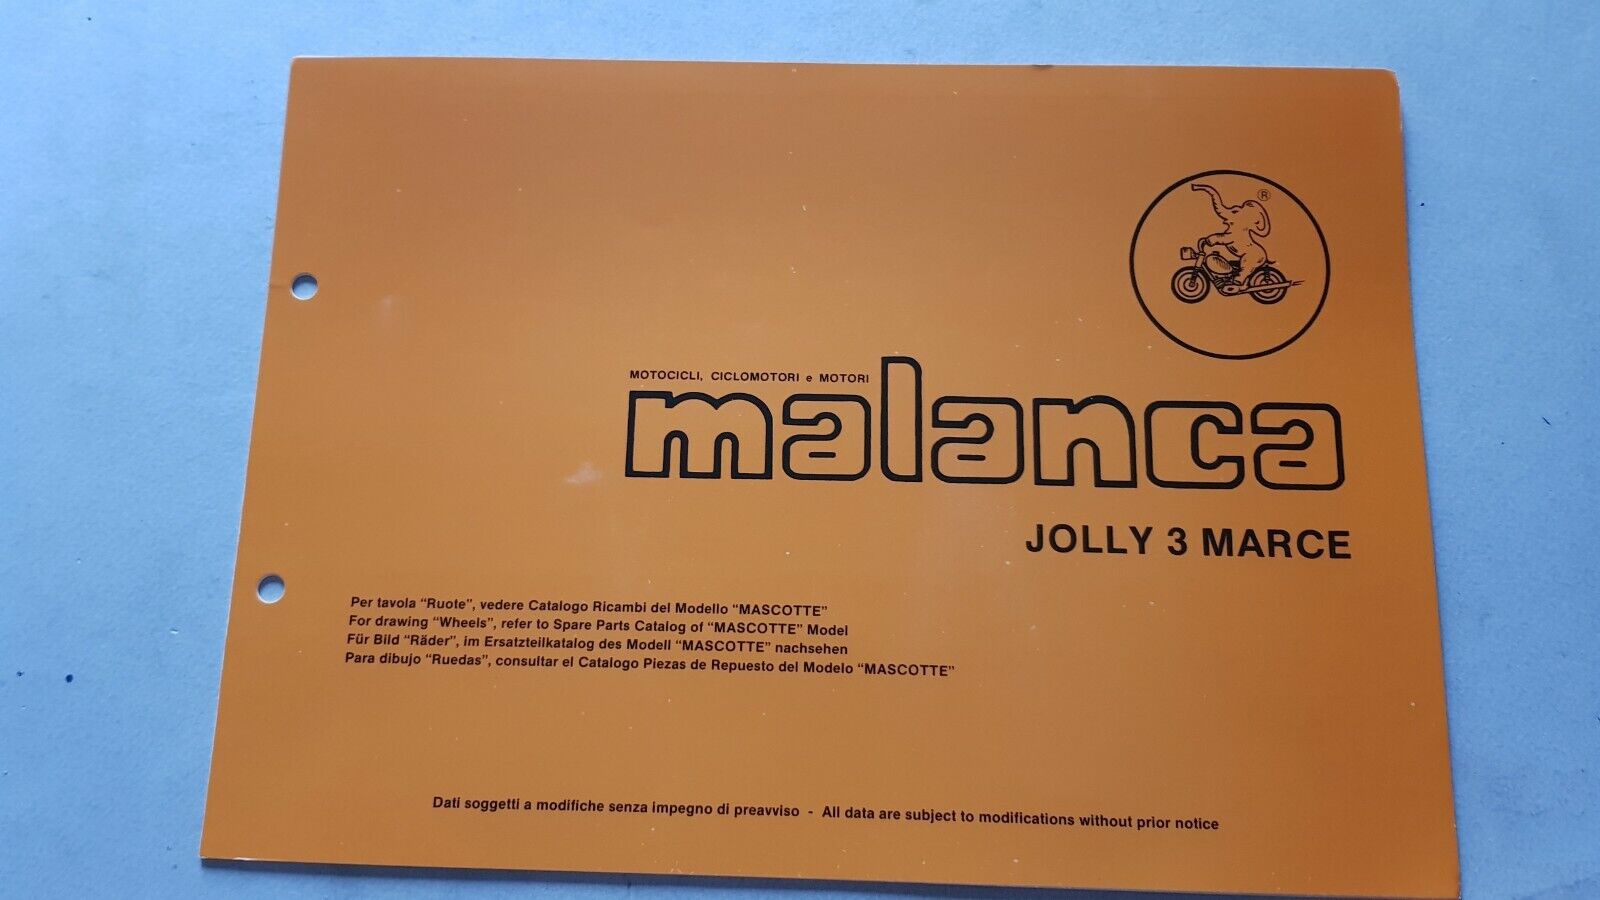 ®
MOTOCICLI, CICLOMOTORI e MOTORI
malanca
JOLLY 3 MARCE
Per tavola “Ruote”, vedere Catalogo Ricambi del Modello “MASCOTTE”
For drawing “Wheels”, refer to Spare Parts Catalog of “MASCOTTE” Model
Für Bild “Räder”, im Ersatzteilkatalog des Modell “MASCOTTE” nachsehen
Para dibujo “Ruedas”, consultar el Catalogo Piezas de Repuesto del Modelo “MASCOTTE”
Dati soggetti a modifiche senza impegno di preavviso - All data are subject to modifications without prior notice